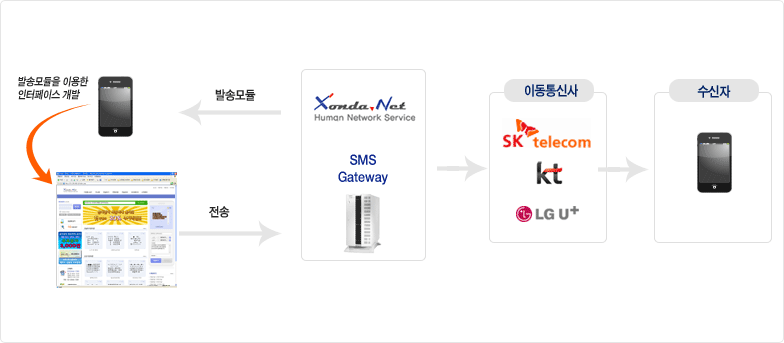 발송모듈을 이용한
인터페이스 개발
발송모듈
전송
Xonda.Net
Human Network Service
SMS
Gateway
이동통신사
SK telecom
kt
LG U+
수신자